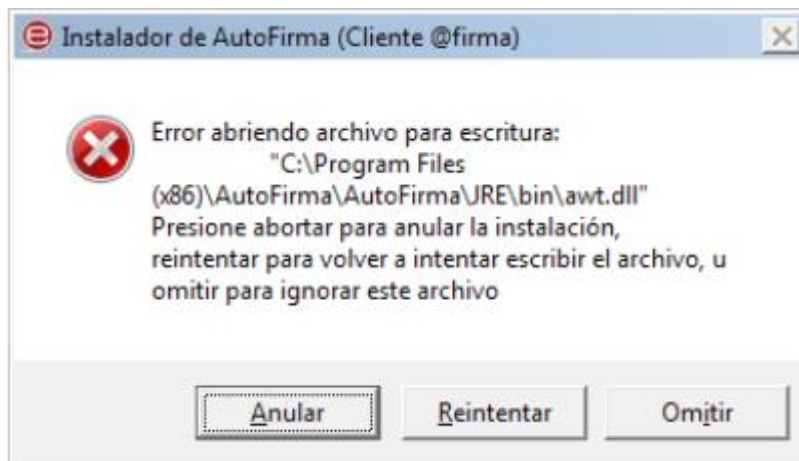 Instalador de AutoFirma (Cliente @firma)
Error abriendo archivo para escritura:
"C:\Program Files
(x86)\AutoFirma\AutoFirma\JRE\bin\awt.dll"
Presione abortar para anular la instalación,
reintentar para volver a intentar escribir el archivo, u
omitir para ignorar este archivo
Anular Reintentar Omitir